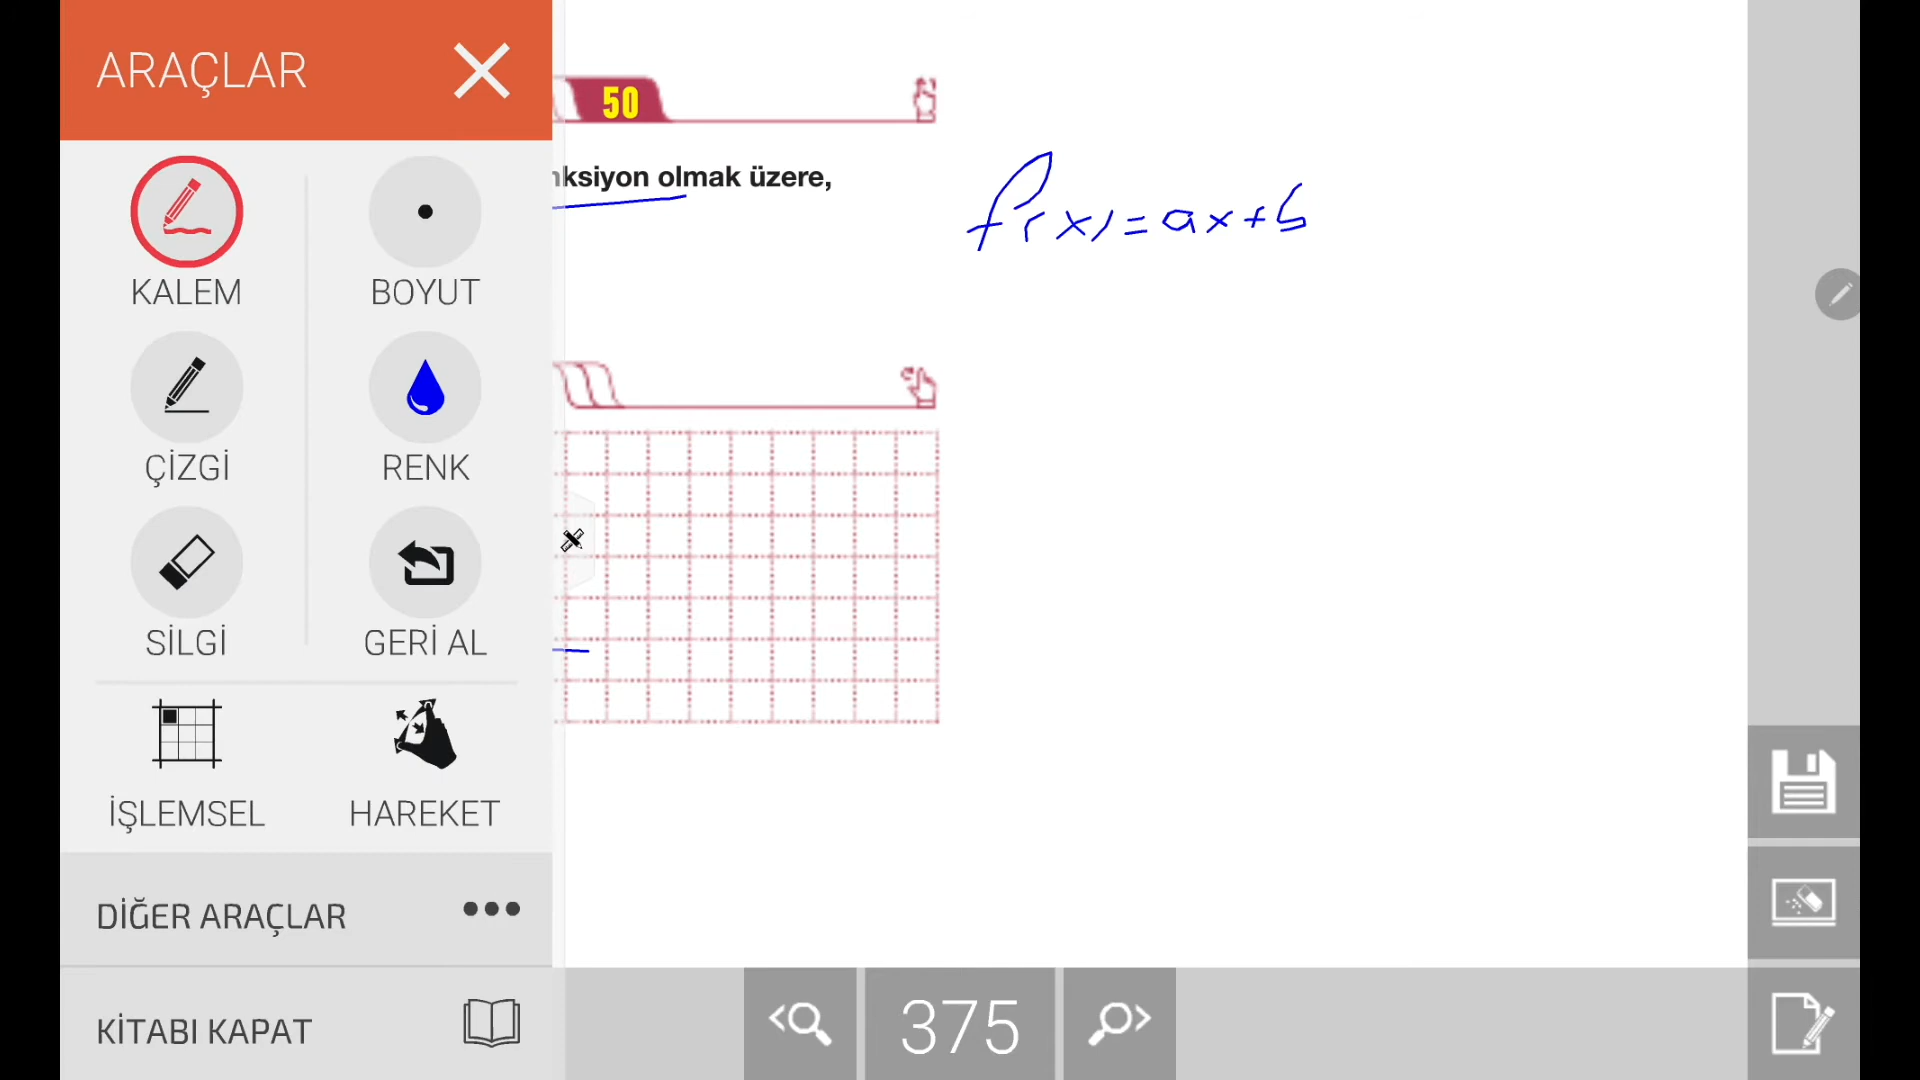 ARAÇLAR
50
nksiyon olmak üzere,
f(x)=ax+b
KALEM
BOYUT
ÇİZGİ
RENK
SİLGİ
GERİ AL
İŞLEMSEL
HAREKET
DİĞER ARAÇLAR
KİTABI KAPAT
375